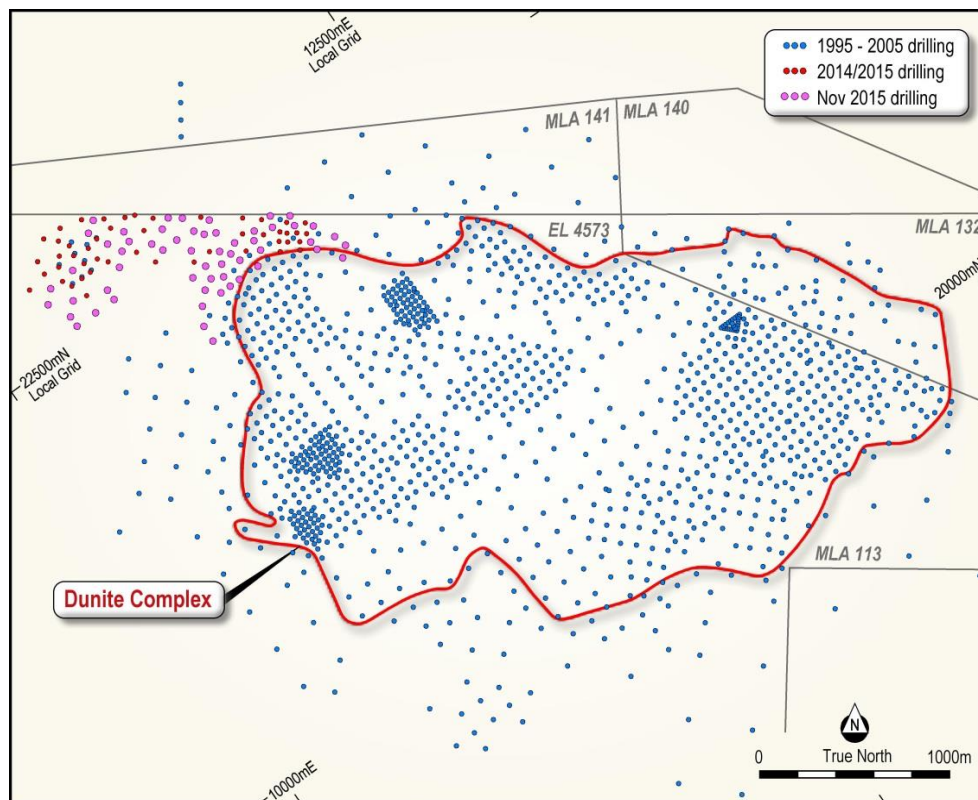 12500mE
Local Grid
1995 - 2005 drilling
2014/2015 drilling
Nov 2015 drilling
MLA 141
MLA 140
EL 4573
MLA 132
20000mN
22500mN
Local Grid
MLA 113
Dunite Complex
N
True North
0
1000m
10000mE